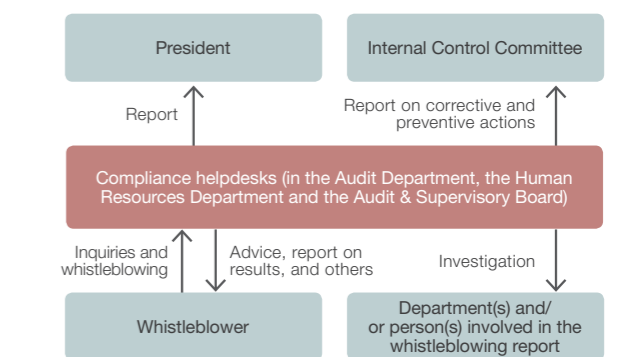 President
Internal Control Committee
Report
Report on corrective and
preventive actions
Compliance helpdesks (in the Audit Department, the Human
Resources Department and the Audit & Supervisory Board)
Inquiries and
whistleblowing
Advice, report on
results, and others
Investigation
Whistleblower
Department(s) and/
or person(s) involved in the
whistleblowing report